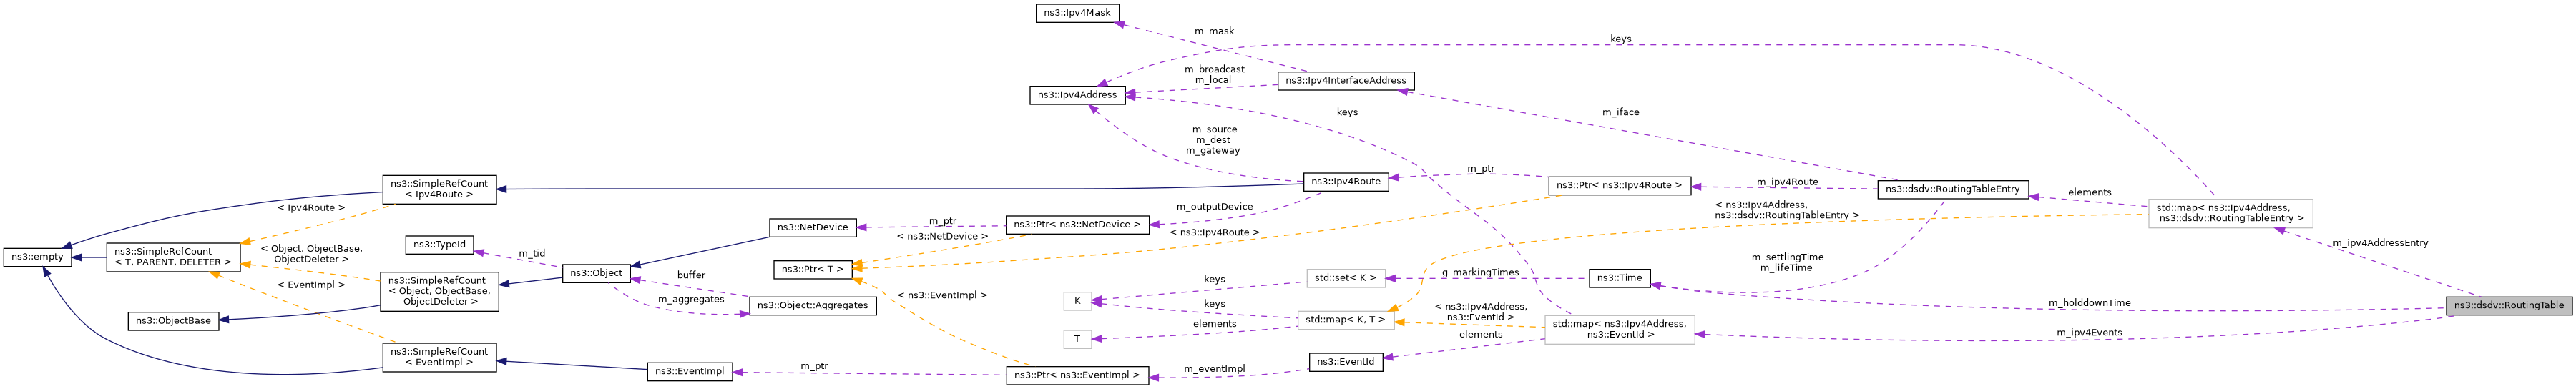 ns3::Ipv4Mask
m_mask
keys
m_broadcast
m_local
ns3::Ipv4InterfaceAddress
ns3::Ipv4Address
keys
m_iface
m_source
m_dest
m_gateway
m_ptr
ns3::SimpleRefCount
< Ipv4Route >
ns3::Ipv4Route
ns3::Ptr< ns3::Ipv4Route >
m_ipv4Route
ns3::dsdv::RoutingTableEntry
elements
std::map< ns3::Ipv4Address,
ns3::dsdv::RoutingTableEntry >
< Ipv4Route >
m_outputDevice
< ns3::Ipv4Address,
ns3::dsdv::RoutingTableEntry >
ns3::NetDevice
m_ptr
ns3::Ptr< ns3::NetDevice >
< ns3::NetDevice >
< ns3::Ipv4Route >
m_ipv4AddressEntry
ns3::TypeId
m_tid
ns3::empty
ns3::SimpleRefCount
< T, PARENT, DELETER >
< Object, ObjectBase,
ObjectDeleter >
m_settlingTime
m_lifeTime
ns3::Ptr< T >
ns3::Object
buffer
m_aggregates
ns3::Object::Aggregates
keys
std::set< K >
g_markingTimes
ns3::Time
ns3::SimpleRefCount
< Object, ObjectBase,
ObjectDeleter >
< EventImpl >
< ns3::EventImpl >
K
keys
m_holddownTime
ns3::dsdv::RoutingTable
ns3::ObjectBase
elements
std::map< K, T >
< ns3::Ipv4Address,
ns3::EventId >
std::map< ns3::Ipv4Address,
ns3::EventId >
m_ipv4Events
T
elements
ns3::SimpleRefCount
< EventImpl >
ns3::EventImpl
m_ptr
ns3::Ptr< ns3::EventImpl >
m_eventImpl
ns3::EventId